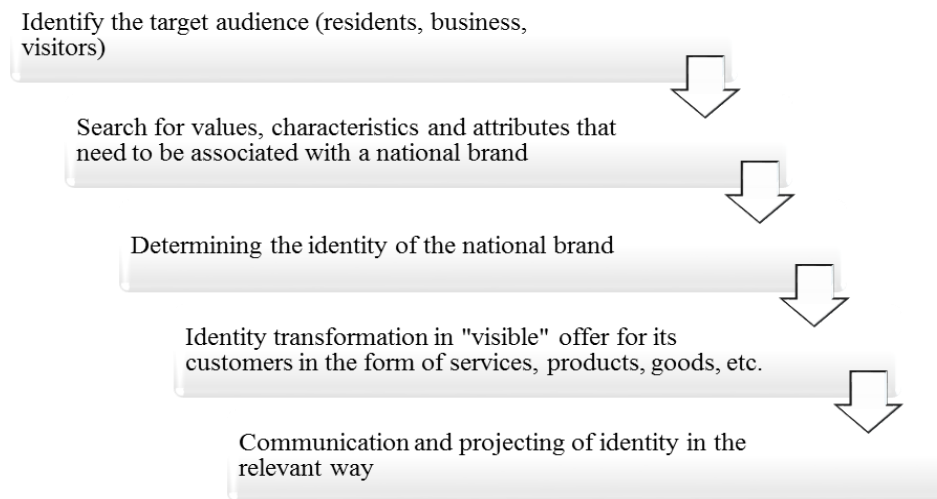 Identify the target audience (residents, business,
visitors)
Search for values, characteristics and attributes that
need to be associated with a national brand
Determining the identity of the national brand
Identity transformation in "visible" offer for its
customers in the form of services, products, goods, etc.
Communication and projecting of identity in the
relevant way